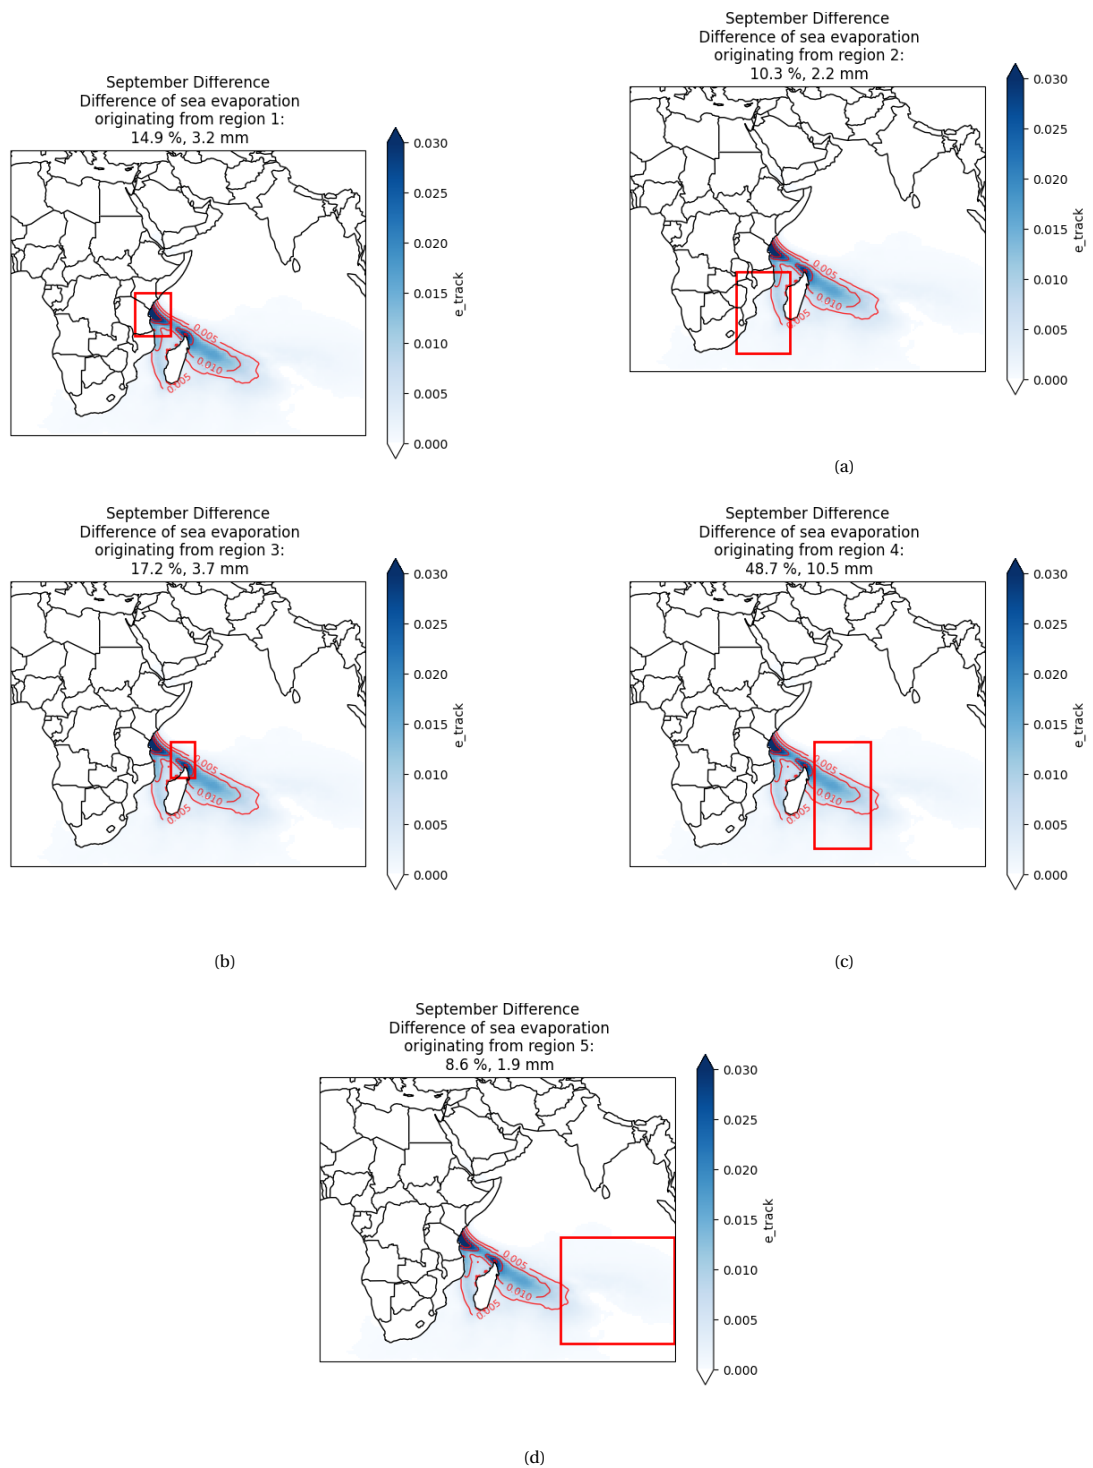 September Difference
Difference of sea evaporation
originating from region 1:
14.9 %, 3.2 mm
0.030
0.025
0.020
0.015
0.010
0.005
0.000
e_track
0.005
0.010
0.005
September Difference
Difference of sea evaporation
originating from region 2:
10.3 %, 2.2 mm
0.030
0.025
0.020
0.015
0.010
0.005
0.000
e_track
0.005
0.010
0.005
(a)
September Difference
Difference of sea evaporation
originating from region 3:
17.2 %, 3.7 mm
0.030
0.025
0.020
0.015
0.010
0.005
0.000
e_track
0.005
0.010
0.005
(b)
September Difference
Difference of sea evaporation
originating from region 4:
48.7 %, 10.5 mm
0.030
0.025
0.020
0.015
0.010
0.005
0.000
e_track
0.005
0.010
0.005
(c)
September Difference
Difference of sea evaporation
originating from region 5:
8.6 %, 1.9 mm
0.030
0.025
0.020
0.015
0.010
0.005
0.000
e_track
0.005
0.010
0.005
(d)